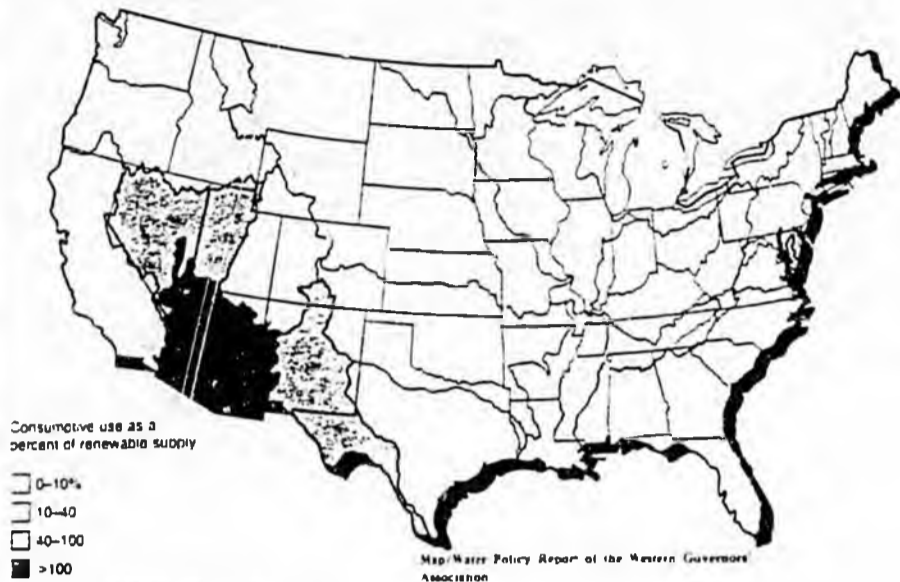 Consumptive use as a
percent of renewable supply
0–10%
10–40
40–100
>100
Map/Water Policy Report of the Western Governors'
Association